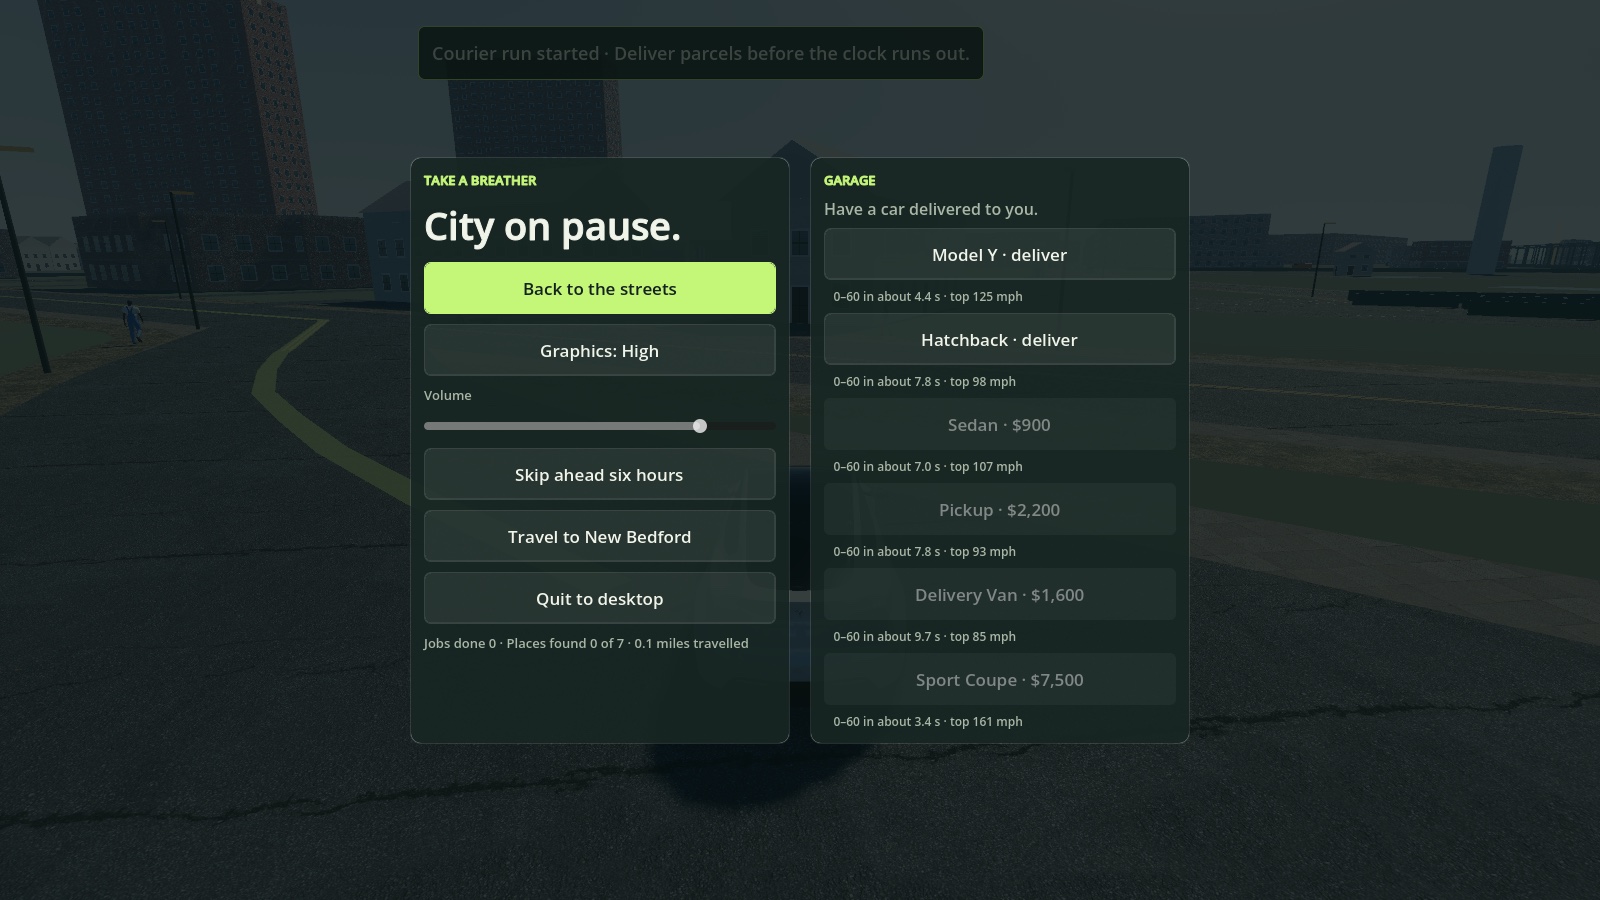 Courier run started · Deliver parcels before the clock runs out.
TAKE A BREATHER
City on pause.
Back to the streets
Graphics: High
Volume
Skip ahead six hours
Travel to New Bedford
Quit to desktop
Jobs done 0 · Places found 0 of 7 · 0.1 miles travelled
GARAGE
Have a car delivered to you.
Model Y · deliver
0–60 in about 4.4 s · top 125 mph
Hatchback · deliver
0–60 in about 7.8 s · top 98 mph
Sedan · $900
0–60 in about 7.0 s · top 107 mph
Pickup · $2,200
0–60 in about 7.8 s · top 93 mph
Delivery Van · $1,600
0–60 in about 9.7 s · top 85 mph
Sport Coupe · $7,500
0–60 in about 3.4 s · top 161 mph